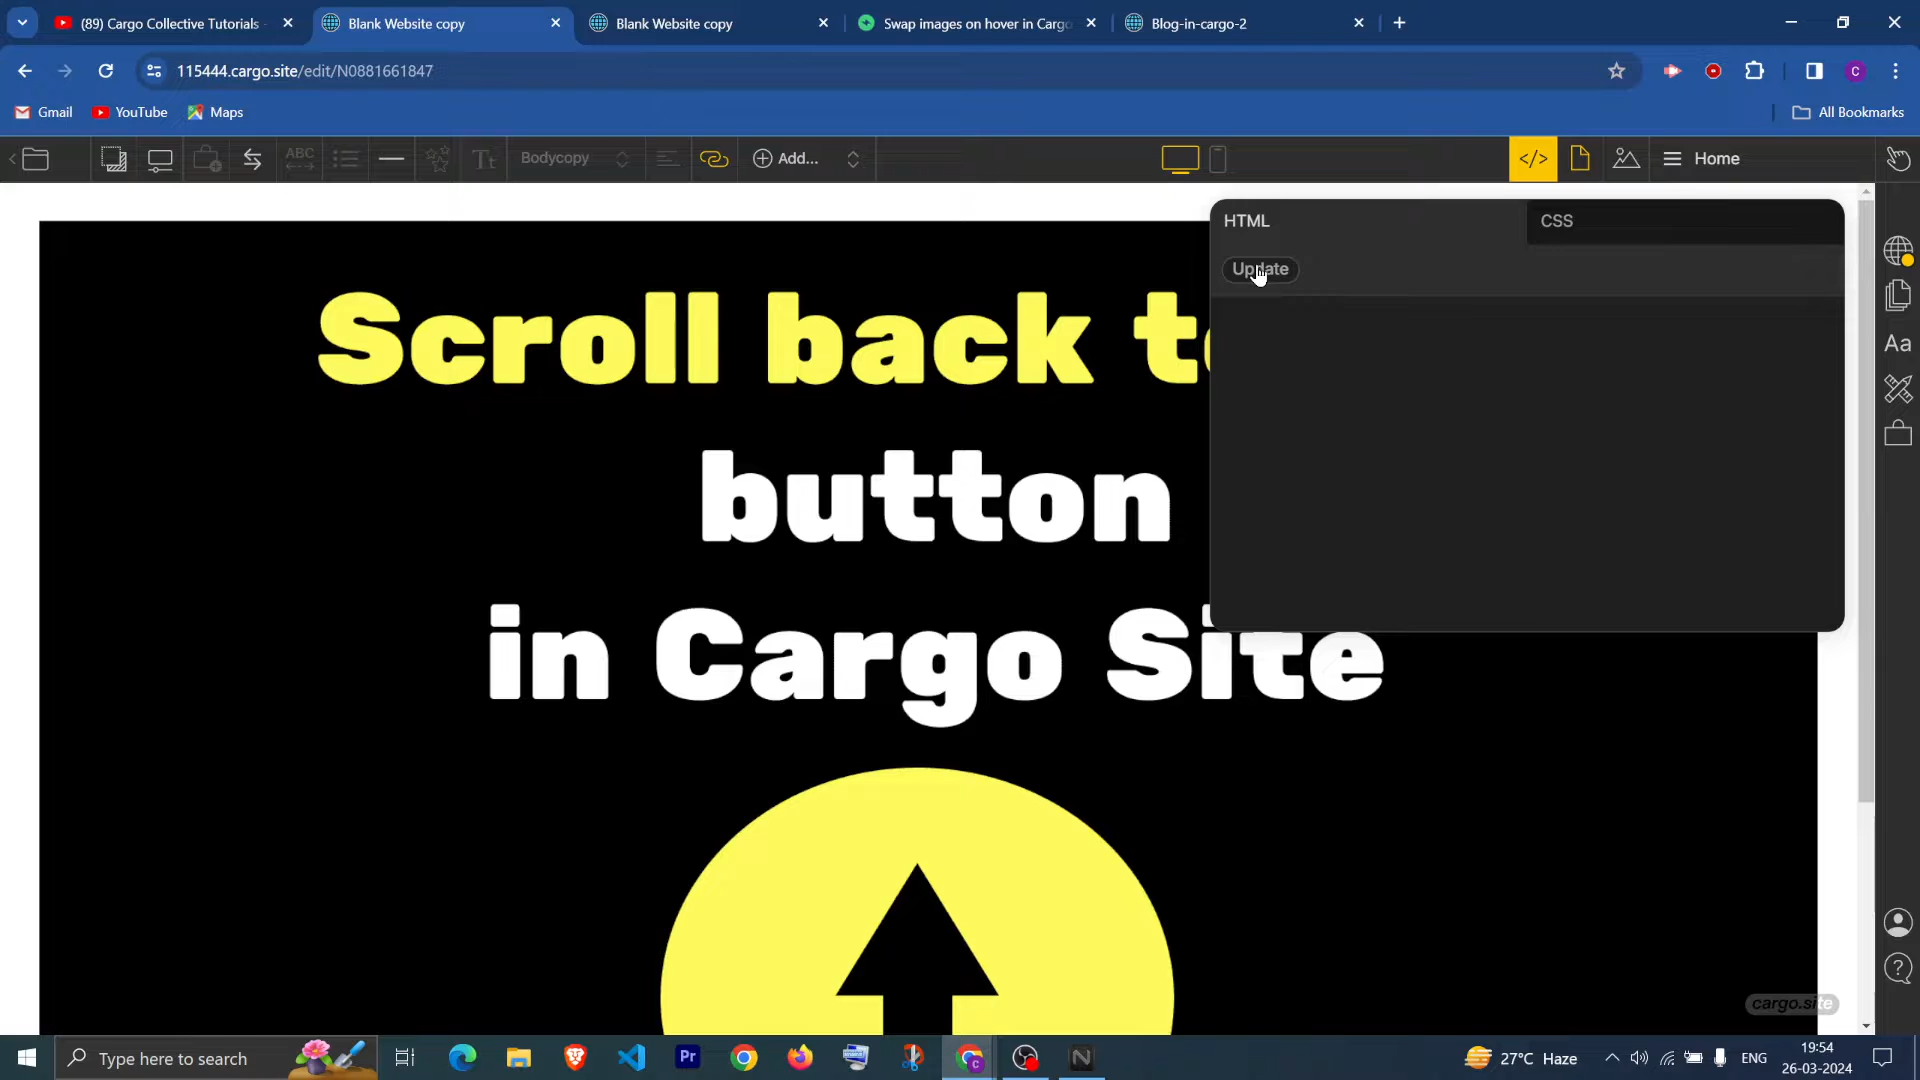 (89) Cargo Collective Tutorials
Blank Website copy
Blank Website copy
Swap images on hover in Cargo
Blog-in-cargo-2
115444.cargo.site/edit/N0881661847
C
Gmail
YouTube
Maps
All Bookmarks
ABC
Tt
Bodycopy
Add...
</>
Home
HTML
CSS
Update
Aa
Scroll back to
button
in Cargo Site
cargo.site
Type here to search
Pr
C
N
27°C Haze
ENG
19:54
26-03-2024